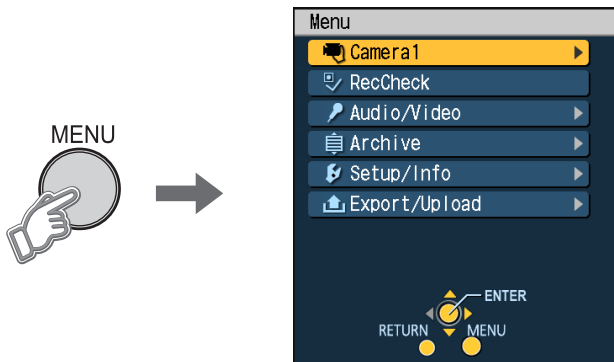 MENU
Menu
Camera1
RecCheck
Audio/Video
Archive
Setup/Info
Export/Upload
ENTER
RETURN MENU